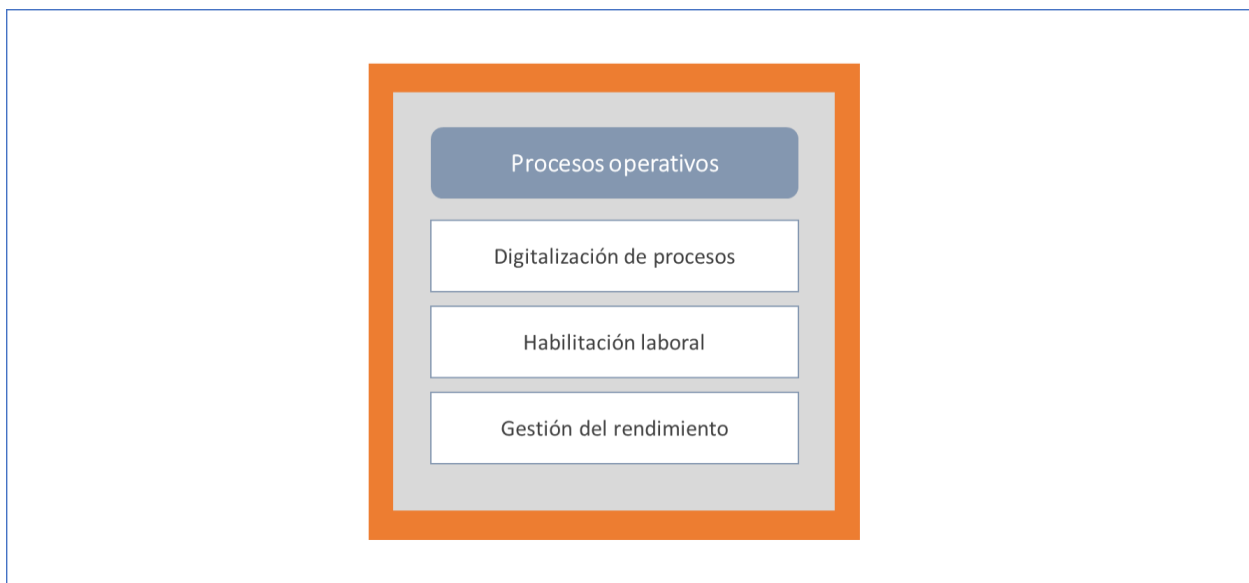 Procesos operativos
Digitalización de procesos
Habilitación laboral
Gestión del rendimiento